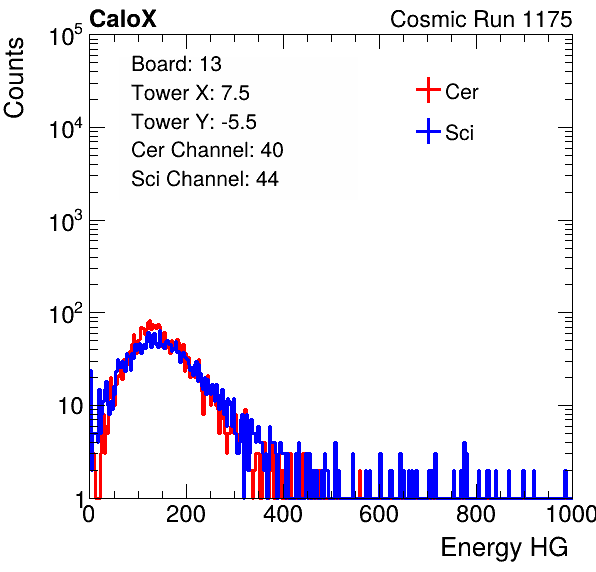 CaloX Cosmic Run 1175
Counts
10^5
10^4
10^3
10^2
10
1
Board: 13
Tower X: 7.5
Tower Y: -5.5
Cer Channel: 40
Sci Channel: 44
Cer
Sci
0 200 400 600 800 1000
Energy HG